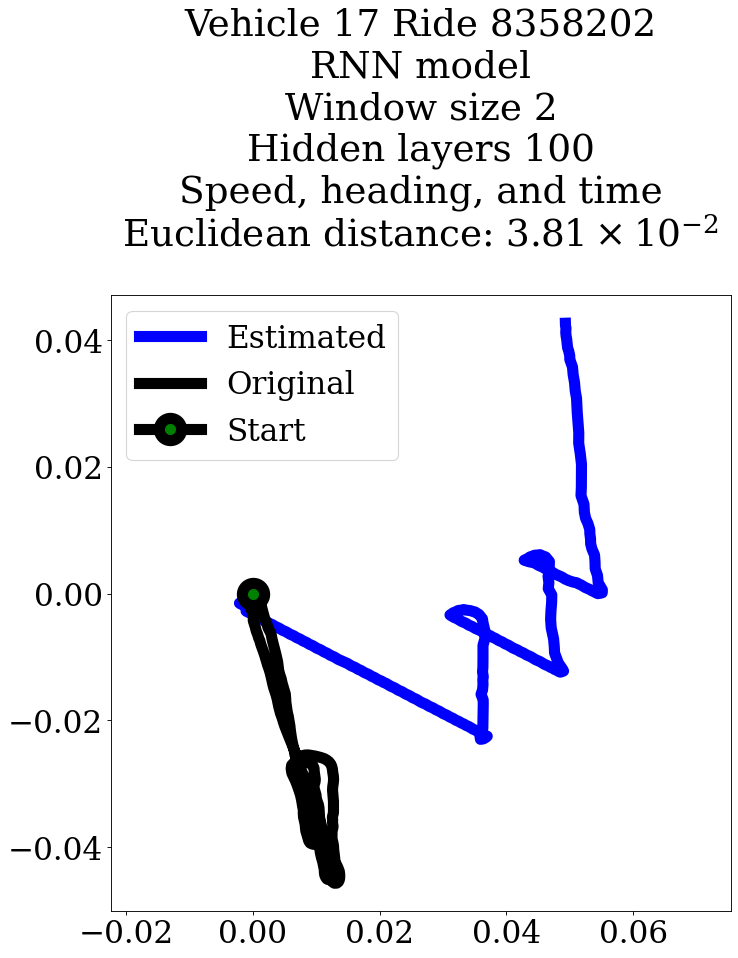 Vehicle 17 Ride 8358202
RNN model
Window size 2
Hidden layers 100
Speed, heading, and time
Euclidean distance: 3.81 × 10⁻²
Estimated
Original
Start
0.04
0.02
0.00
−0.02
−0.04
−0.02 0.00 0.02 0.04 0.06